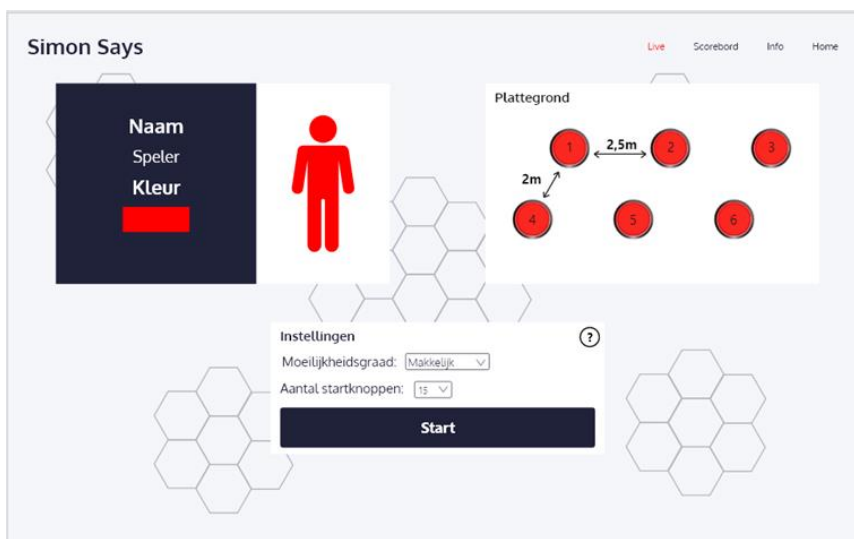 Simon Says
Live Scorebord Info Home
Naam
Speler
Kleur
Plattegrond
1 2,5m 2 3
2m
4 5 6
Instellingen
?
Moeilijkheidsgraad: Makkelijk
Aantal startknoppen: 15
Start